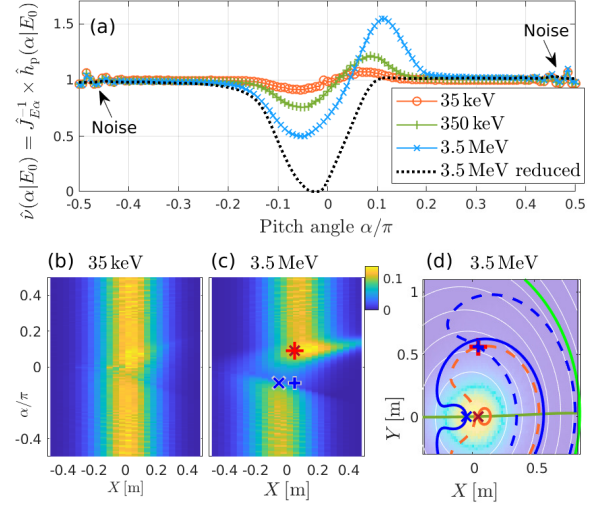 (a)
Noise
Noise
ν̂(α|E₀) = Ĵ⁻¹_Eα × ĥ_p(α|E₀)
1.5
1.0
0.5
0
35 keV
350 keV
3.5 MeV
3.5 MeV reduced
-0.5 -0.4 -0.3 -0.2 -0.1 0 0.1 0.2 0.3 0.4 0.5
Pitch angle α/π
(b) 35 keV
(c) 3.5 MeV
0.1
0
(d) 3.5 MeV
α/π
0.4
0.2
0
-0.2
-0.4
-0.4 -0.2 0 0.2 0.4
X [m]
-0.4 -0.2 0 0.2 0.4
X [m]
Y [m]
1
0.5
0
0 0.5
X [m]